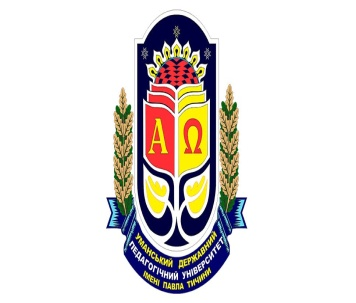 Α Ω
УМАНСЬКИЙ ДЕРЖАВНИЙ
ПЕДАГОГІЧНИЙ УНІВЕРСИТЕТ
ІМЕНІ ПАВЛА ТИЧИНИ